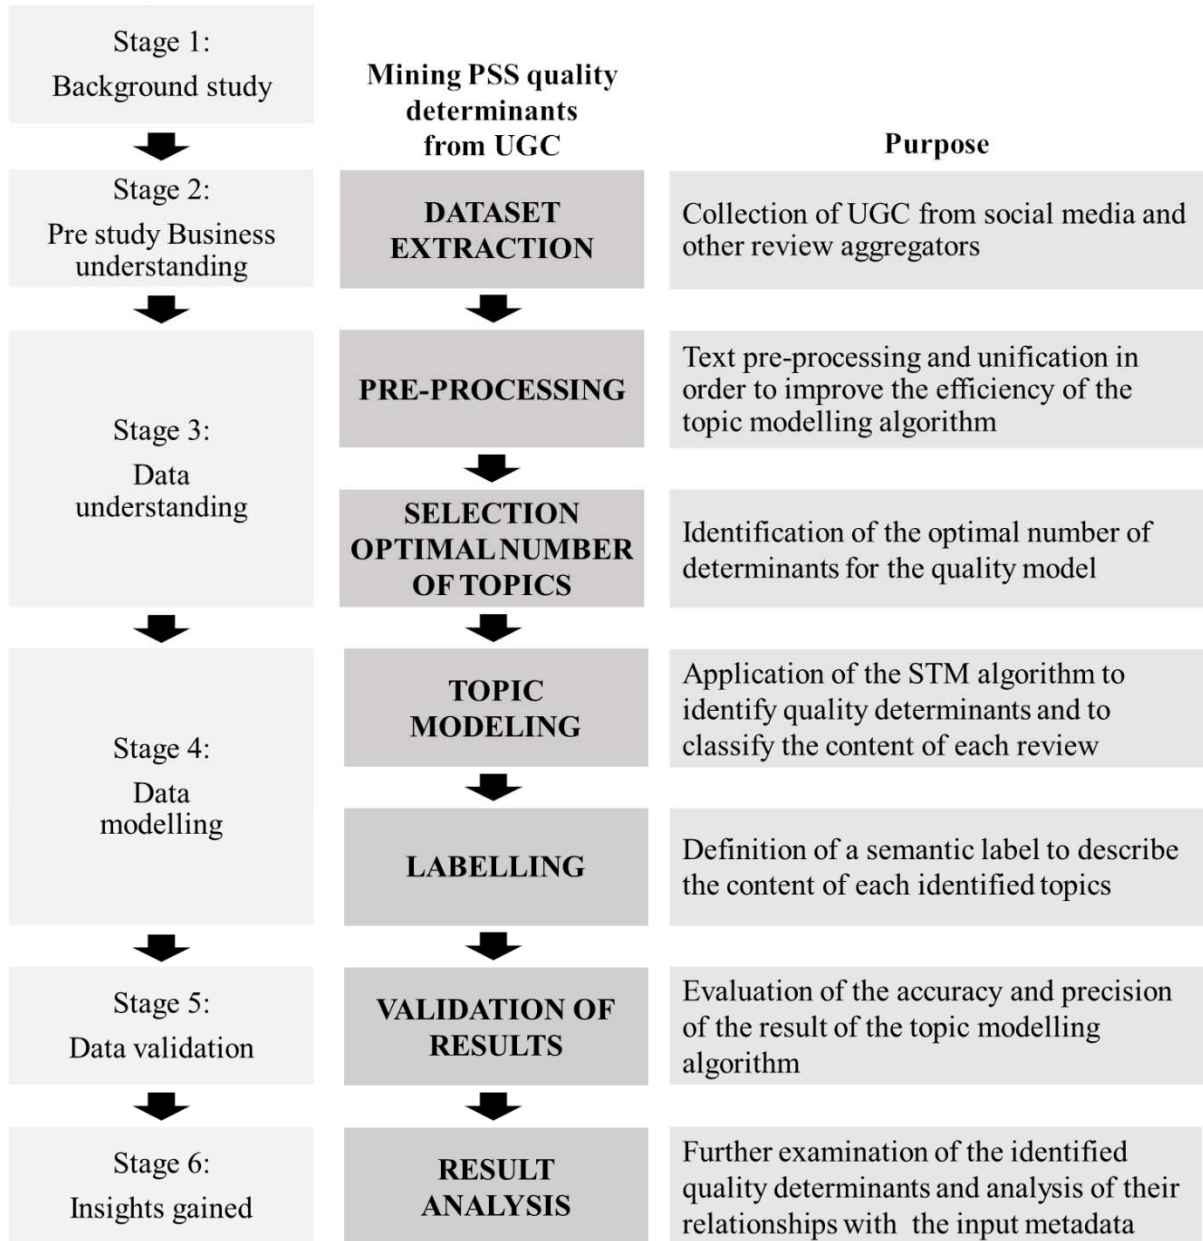 Stage 1:
Background study
Mining PSS quality
determinants
from UGC
Purpose
Stage 2:
Pre study Business
understanding
DATASET
EXTRACTION
Collection of UGC from social media and
other review aggregators
Stage 3:
Data
understanding
PRE-PROCESSING
Text pre-processing and unification in
order to improve the efficiency of the
topic modelling algorithm
SELECTION
OPTIMAL NUMBER
OF TOPICS
Identification of the optimal number of
determinants for the quality model
Stage 4:
Data
modelling
TOPIC
MODELING
Application of the STM algorithm to
identify quality determinants and to
classify the content of each review
LABELLING
Definition of a semantic label to describe
the content of each identified topics
Stage 5:
Data validation
VALIDATION OF
RESULTS
Evaluation of the accuracy and precision
of the result of the topic modelling
algorithm
Stage 6:
Insights gained
RESULT
ANALYSIS
Further examination of the identified
quality determinants and analysis of their
relationships with the input metadata